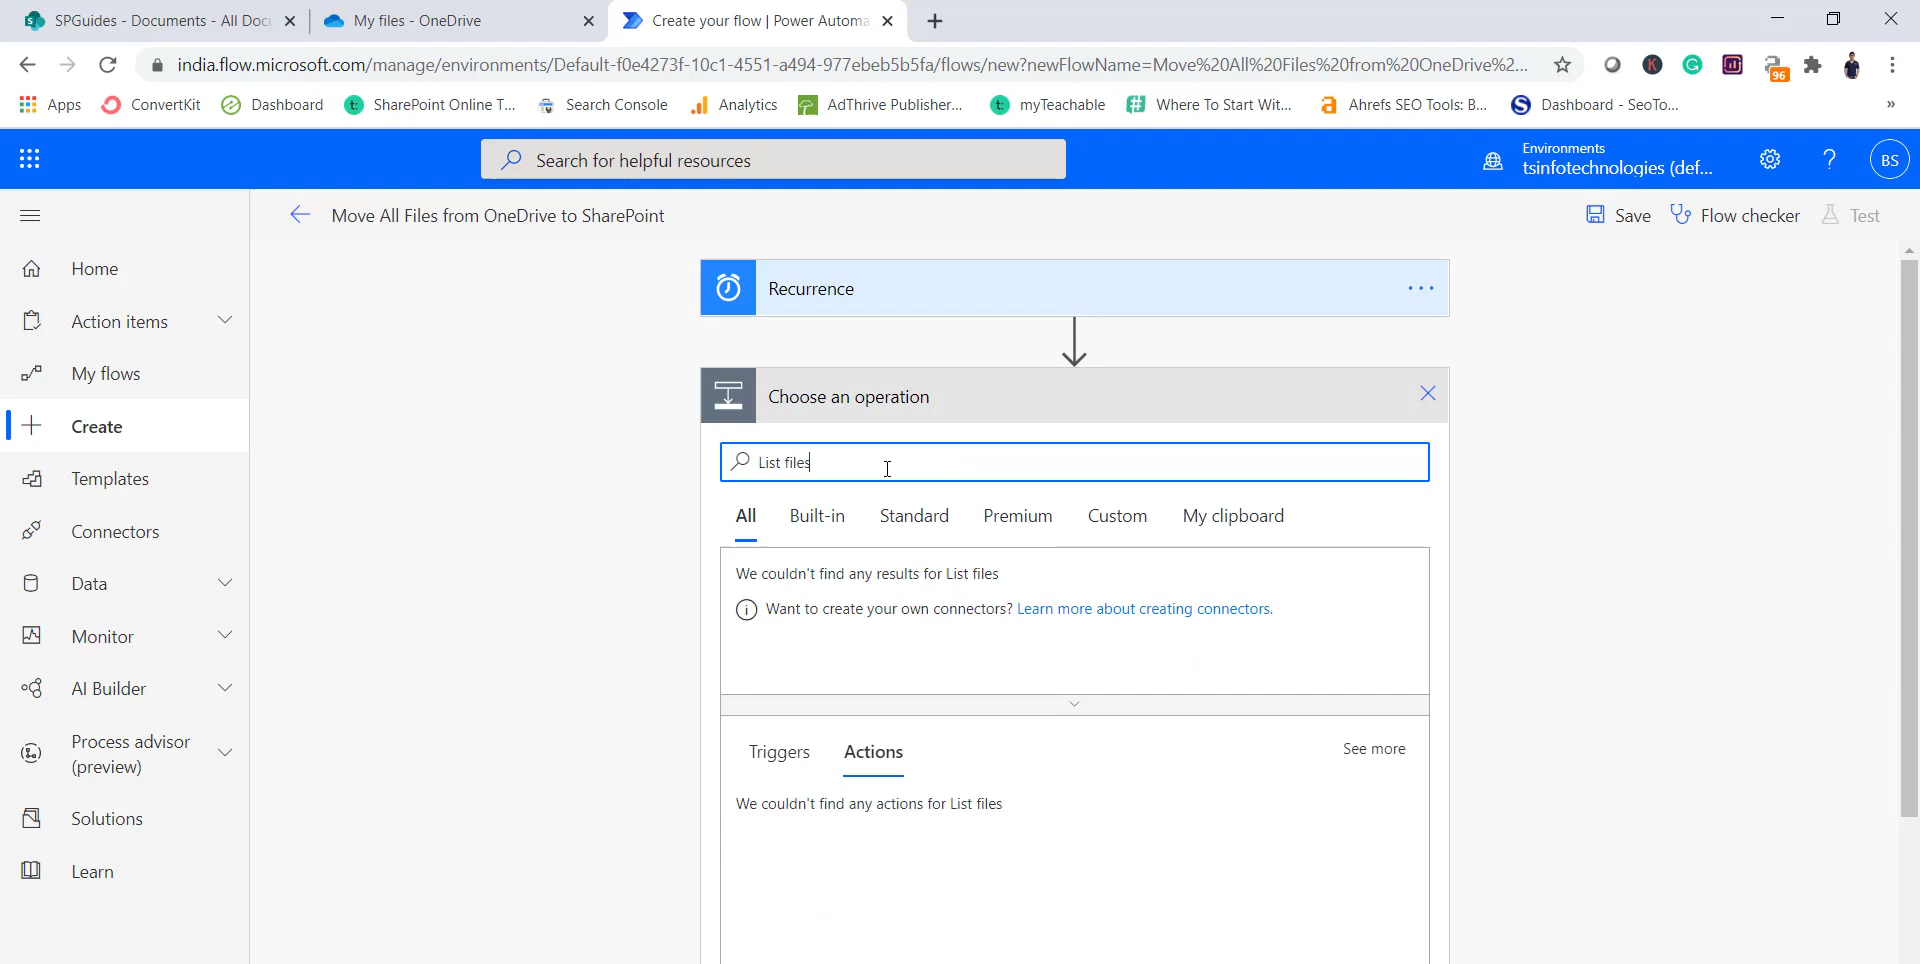 SPGuides - Documents - All Doc
My files - OneDrive
Create your flow | Power Automa
india.flow.microsoft.com/manage/environments/Default-f0e4273f-10c1-4551-a494-977ebeb5b5fa/flows/new?newFlowName=Move%20All%20Files%20from%20OneDrive%2...
96
Apps
ConvertKit
Dashboard
SharePoint Online T...
Search Console
Analytics
AdThrive Publisher...
myTeachable
Where To Start Wit...
Ahrefs SEO Tools: B...
Dashboard - SeoTo...
»
Search for helpful resources
Environments
tsinfotechnologies (def...
?
BS
Move All Files from OneDrive to SharePoint
Save
Flow checker
Test
Home
Action items
My flows
Create
Templates
Connectors
Data
Monitor
AI Builder
Process advisor
(preview)
Solutions
Learn
Recurrence
Choose an operation
List files
All
Built-in
Standard
Premium
Custom
My clipboard
We couldn't find any results for List files
Want to create your own connectors? Learn more about creating connectors.
Triggers
Actions
See more
We couldn't find any actions for List files